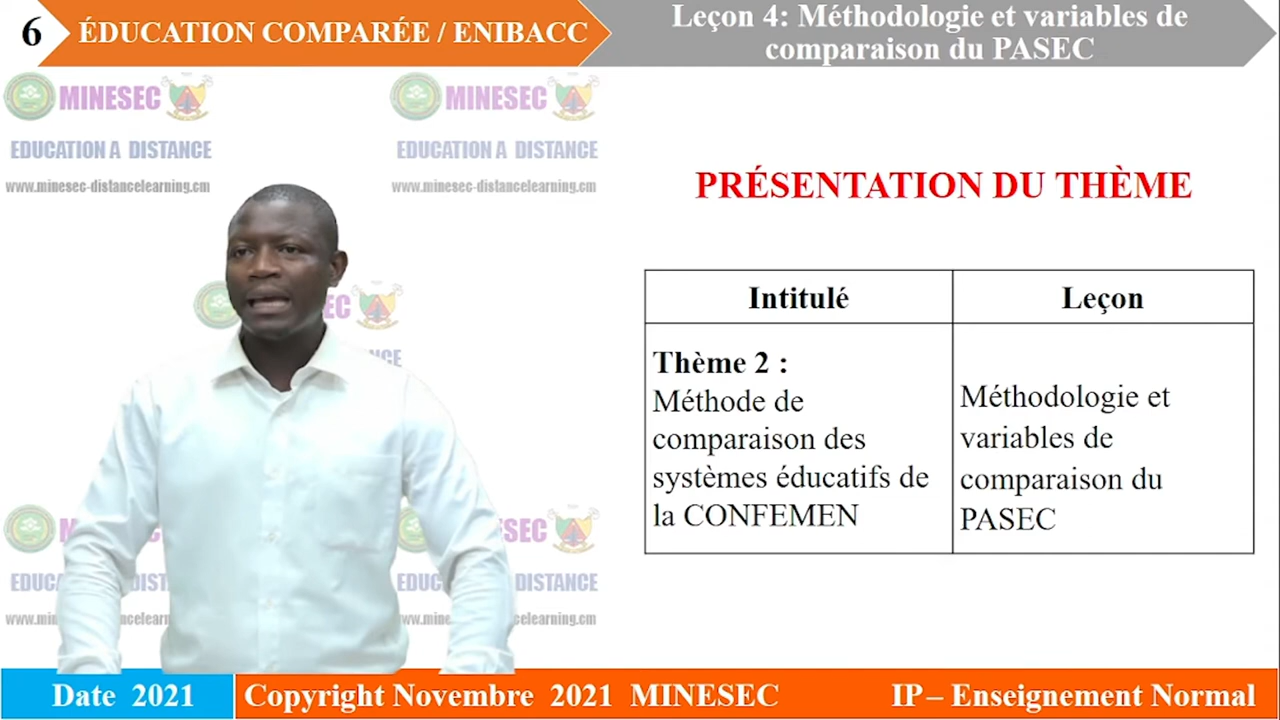 6
ÉDUCATION COMPARÉE / ENIBACC
Leçon 4: Méthodologie et variables de
comparaison du PASEC
MINESEC
MINESEC
EDUCATION A DISTANCE
EDUCATION A DISTANCE
www.minesec-distancelearning.cm
www.minesec-distancelearning.cm
PRÉSENTATION DU THÈME
Intitulé
Leçon
Thème 2 :
Méthode de
comparaison des
systèmes éducatifs de
la CONFEMEN
Méthodologie et
variables de
comparaison du
PASEC
Date 2021
Copyright Novembre 2021 MINESEC
IP – Enseignement Normal